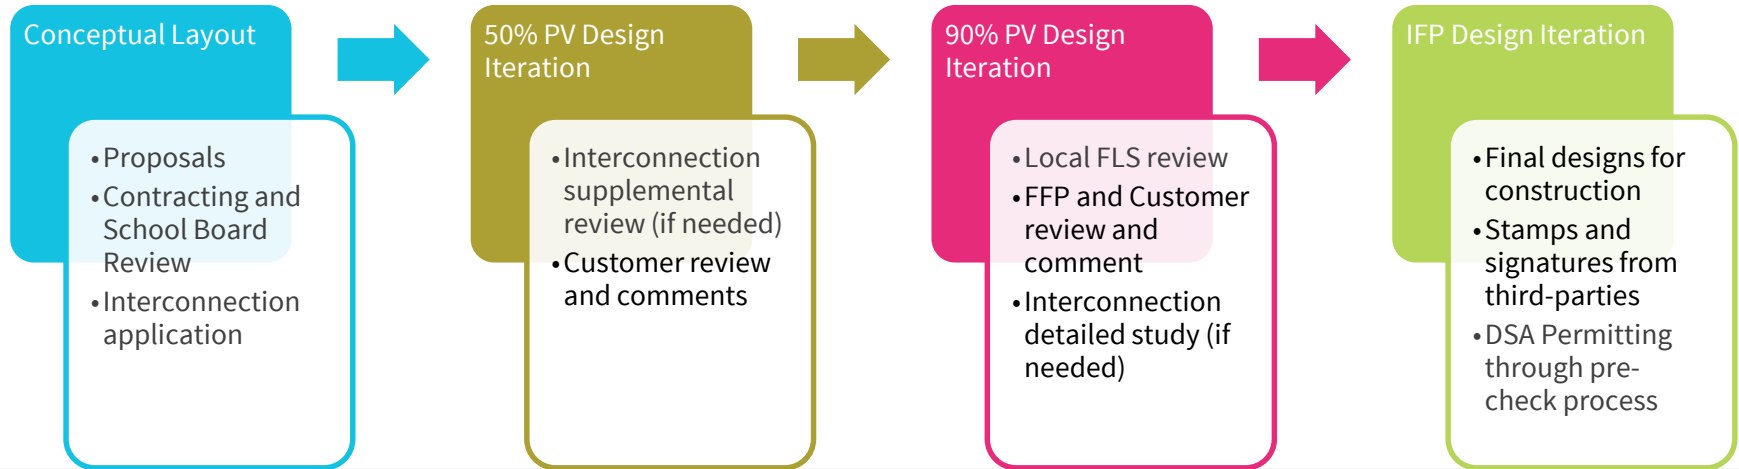 Conceptual Layout
•Proposals
•Contracting and
School Board
Review
•Interconnection
application
50% PV Design
Iteration
•Interconnection
supplemental
review (if needed)
•Customer review
and comments
90% PV Design
Iteration
•Local FLS review
•FFP and Customer
review and
comment
•Interconnection
detailed study (if
needed)
IFP Design Iteration
•Final designs for
construction
•Stamps and
signatures from
third-parties
•DSA Permitting
through pre-
check process